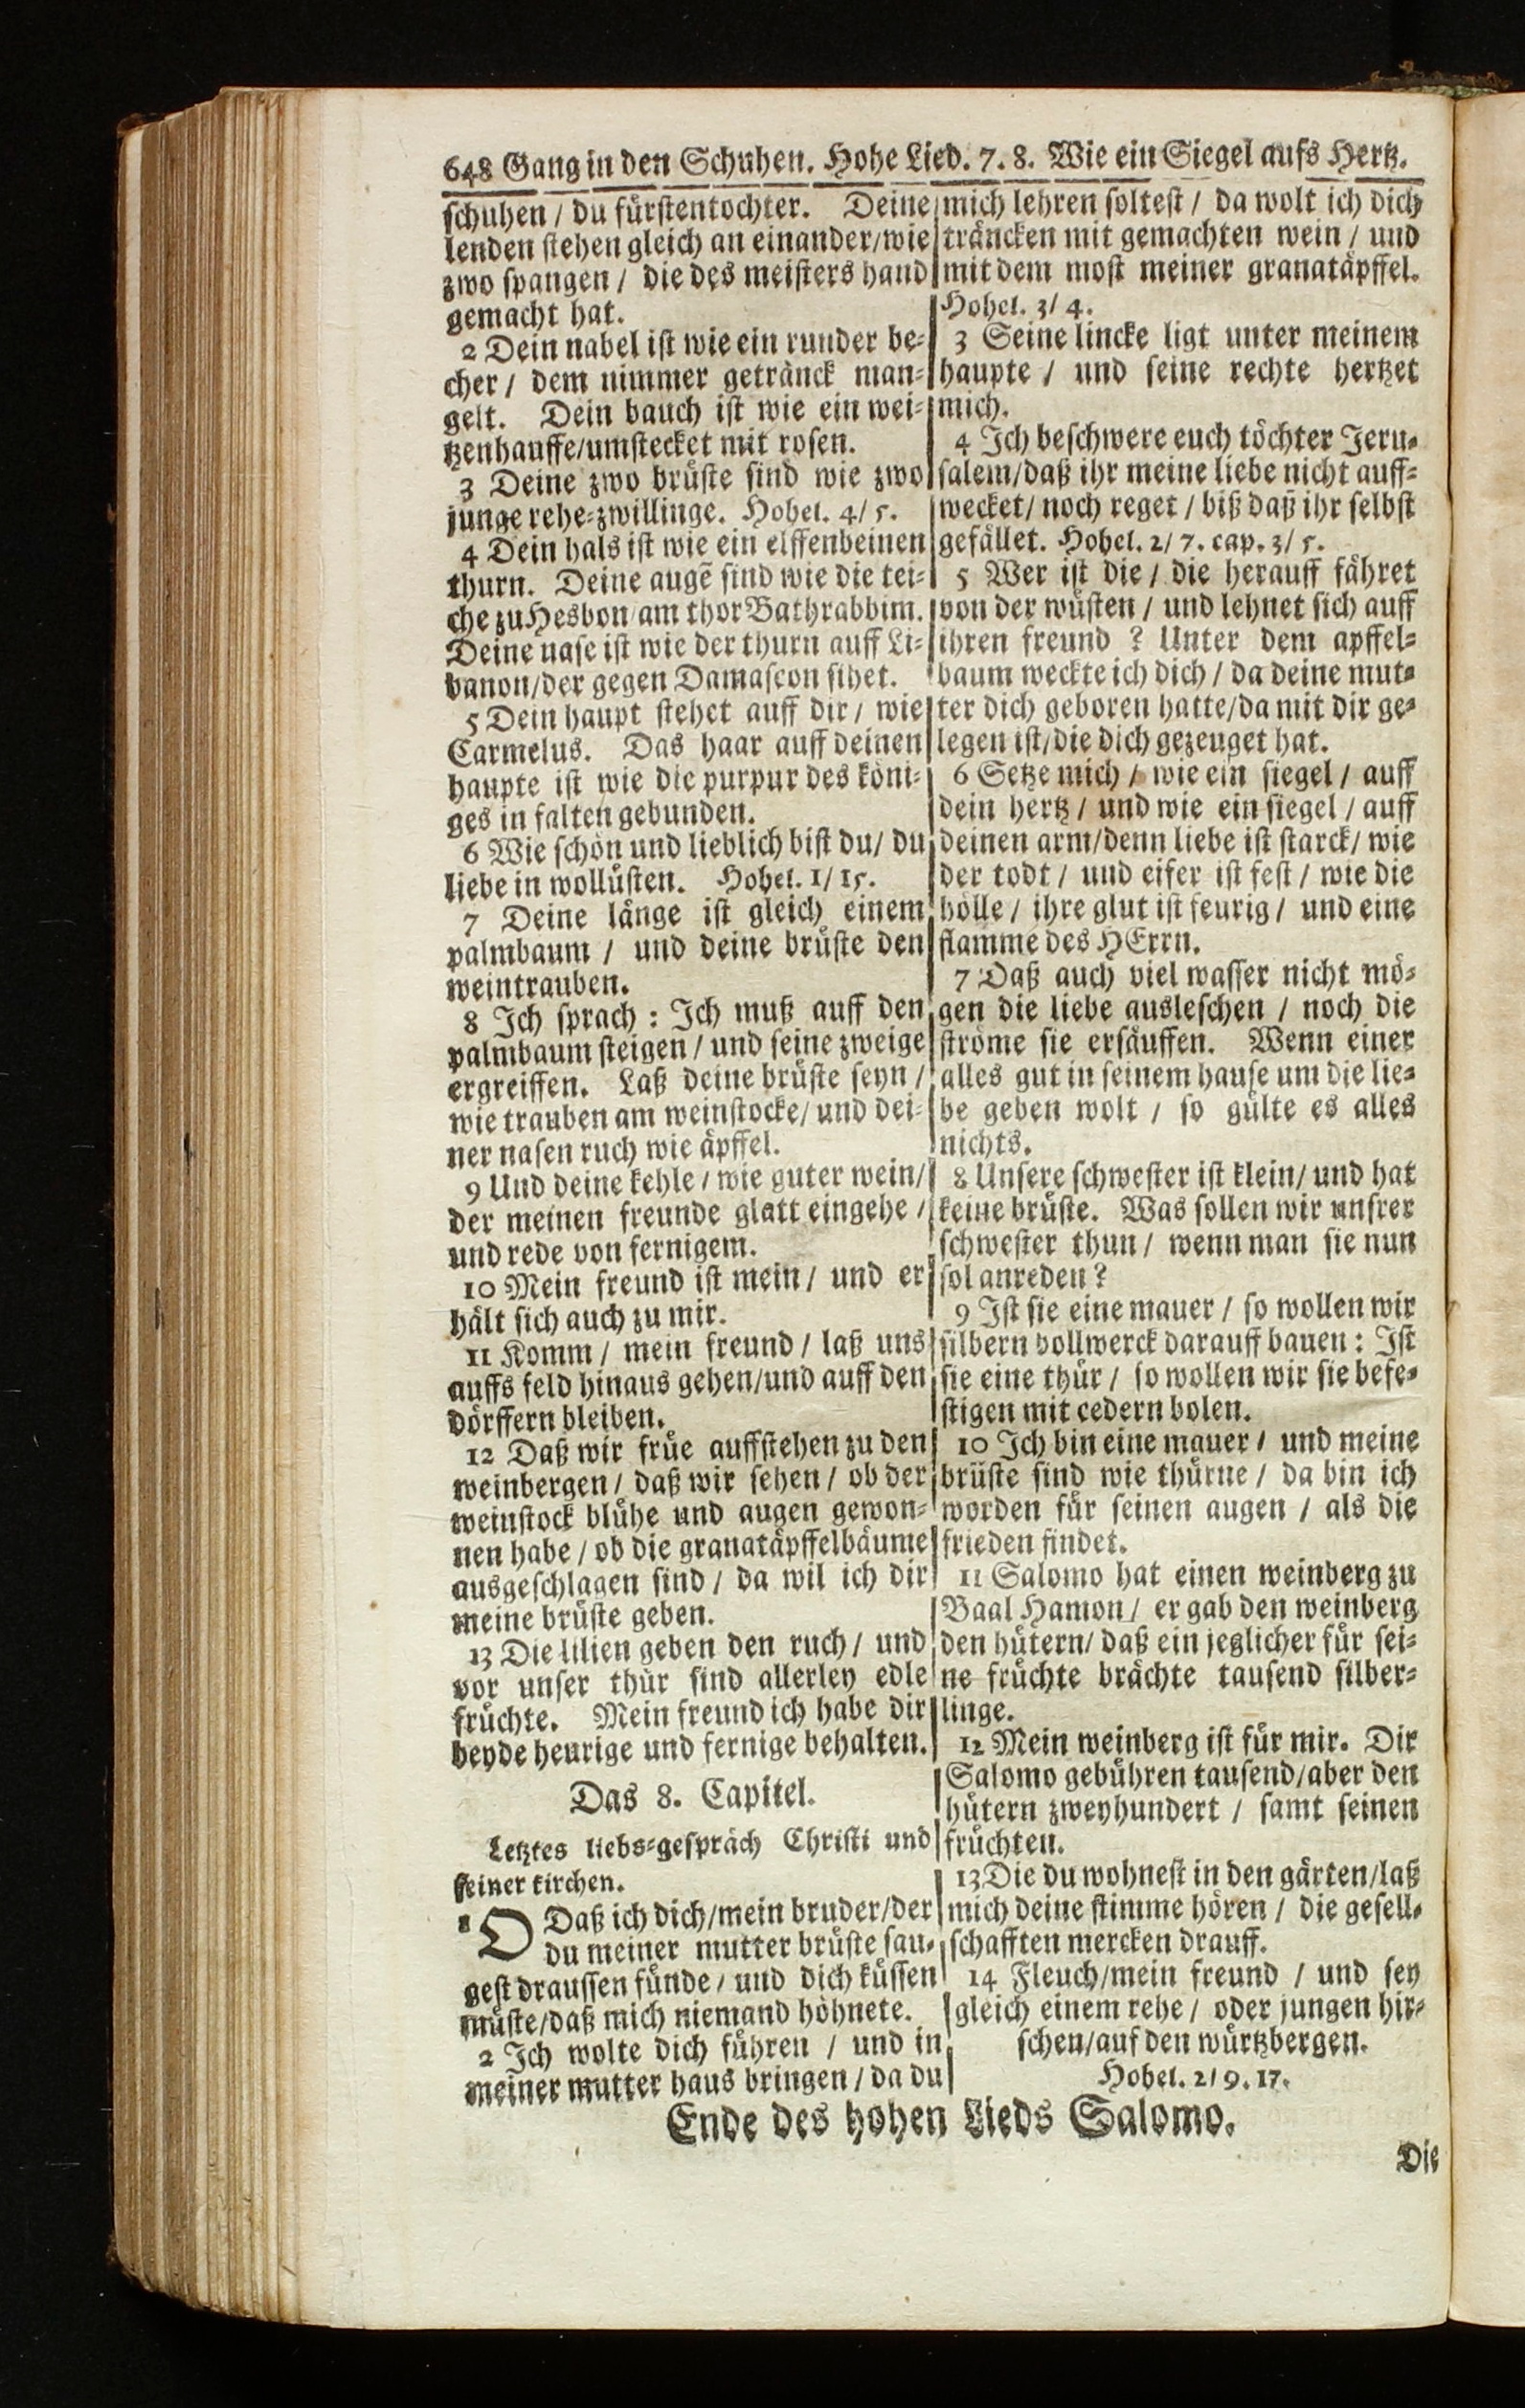 648 Gang in den Schuhen. Hohe Lied. 7. 8. Wie ein Siegel aufs Hertz.
schuhen / du fürstentochter. Deine
lenden stehen gleich an einander/wie
zwo spangen / die des meisters hand
gemacht hat.
2 Dein nabel ist wie ein runder be-
cher / dem nimmer getränck man-
gelt. Dein bauch ist wie ein wei-
tzenhauffe/umstecket mit rosen.
3 Deine zwo brüste sind wie zwo
junge rehe-zwillinge. Hohel. 4/ 5.
4 Dein hals ist wie ein elffenbeinen
thurn. Deine augē sind wie die tei-
che zu Hesbon/am thor Bathrabbim.
Deine nase ist wie der thurn auff Li-
banon/der gegen Damascon sihet.
5 Dein haupt stehet auff dir / wie
Carmelus. Das haar auff deinen
haupte ist wie die purpur des köni-
ges in falten gebunden.
6 Wie schön und lieblich bist du/ du
liebe in wollüsten. Hohel. 1/ 15.
7 Deine länge ist gleich einem
palmbaum / und deine brüste den
weintrauben.
8 Ich sprach : Ich muß auff den
palmbaum steigen / und seine zweige
ergreiffen. Laß deine brüste seyn /
wie trauben am weinstocke/ und dei-
ner nasen ruch wie äpffel.
9 Und deine kehle / wie guter wein/
der meinen freunde glatt eingehe /
und rede von fernigem.
10 Mein freund ist mein / und er
hält sich auch zu mir.
11 Komm / mein freund / laß uns
auffs feld hinaus gehen/und auff den
dörffern bleiben.
12 Daß wir früe auffstehen zu den
weinbergen / daß wir sehen / ob der
weinstock blühe und augen gewon-
nen habe / ob die granatäpffelbäume
ausgeschlagen sind / da wil ich dir
meine brüste geben.
13 Die lilien geben den ruch / und
vor unser thür sind allerley edle
früchte. Mein freund ich habe dir
beyde heurige und fernige behalten.
Das 8. Capitel.
Letztes liebs-gespräch Christi und
seiner kirchen.
1 O Daß ich dich/mein bruder/der
du meiner mutter brüste sau-
gest draussen fünde / und dich küssen
müste/daß mich niemand höhnete.
2 Ich wolte dich führen / und in
meiner mutter haus bringen / da du
mich lehren soltest / da wolt ich dich
träncken mit gemachten wein / und
mit dem most meiner granatäpffel.
Hohel. 3/ 4.
3 Seine lincke ligt unter meinem
haupte / und seine rechte hertzet
mich.
4 Ich beschwere euch töchter Jeru-
salem/daß ihr meine liebe nicht auff-
wecket/ noch reget / biß daß ihr selbst
gefället. Hohel. 2/ 7. cap. 3/ 5.
5 Wer ist die / die herauff fähret
von der wüsten / und lehnet sich auff
ihren freund ? Unter dem apffel-
baum weckte ich dich / da deine mut-
ter dich geboren hatte/da mit dir ge-
legen ist/die dich gezeuget hat.
6 Setze mich / wie ein siegel / auff
dein hertz / und wie ein siegel / auff
deinen arm/denn liebe ist starck/ wie
der todt / und eifer ist fest / wie die
hölle / ihre glut ist feurig / und eine
flamme des HErrn.
7 Daß auch viel wasser nicht mö-
gen die liebe ausleschen / noch die
ströme sie ersäuffen. Wenn einer
alles gut in seinem hause um die lie-
be geben wolt / so gülte es alles
nichts.
8 Unsere schwester ist klein/ und hat
keine brüste. Was sollen wir unsrer
schwester thun / wenn man sie nun
sol anreden ?
9 Ist sie eine mauer / so wollen wir
silbern bollwerck darauff bauen : Ist
sie eine thür / so wollen wir sie befe-
stigen mit cedern bolen.
10 Ich bin eine mauer / und meine
brüste sind wie thürne / da bin ich
worden für seinen augen / als die
frieden findet.
11 Salomo hat einen weinberg zu
Baal Hamon / er gab den weinberg
den hütern/ daß ein jeglicher für sei-
ne früchte brächte tausend silber-
linge.
12 Mein weinberg ist für mir. Dir
Salomo gebühren tausend/aber den
hütern zweyhundert / samt seinen
früchten.
13 Die du wohnest in den gärten/laß
mich deine stimme hören / die gesell-
schafften mercken drauff.
14 Fleuch/mein freund / und sey
gleich einem rehe / oder jungen hir-
schen/auf den würtzbergen.
Hohel. 2/ 9. 17.
Ende des hohen Lieds Salomo.
Die